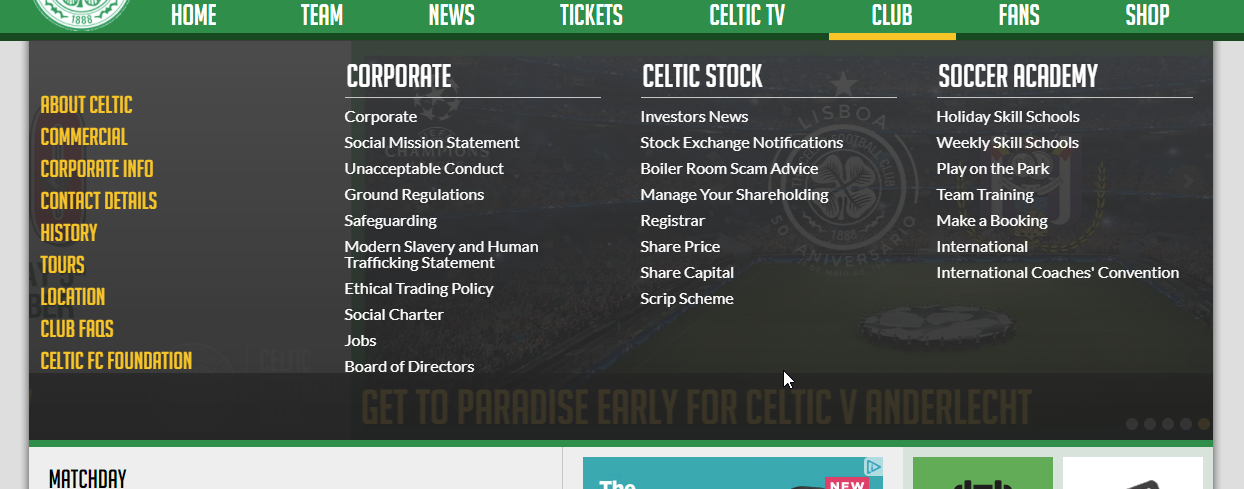 1888
HOME
TEAM
NEWS
TICKETS
CELTIC TV
CLUB
FANS
SHOP
ABOUT CELTIC
COMMERCIAL
CORPORATE INFO
CONTACT DETAILS
HISTORY
TOURS
LOCATION
CLUB FAQS
CELTIC FC FOUNDATION
CORPORATE
Corporate
Social Mission Statement
Unacceptable Conduct
Ground Regulations
Safeguarding
Modern Slavery and Human
Trafficking Statement
Ethical Trading Policy
Social Charter
Jobs
Board of Directors
CELTIC STOCK
Investors News
Stock Exchange Notifications
Boiler Room Scam Advice
Manage Your Shareholding
Registrar
Share Price
Share Capital
Scrip Scheme
SOCCER ACADEMY
Holiday Skill Schools
Weekly Skill Schools
Play on the Park
Team Training
Make a Booking
International
International Coaches' Convention
CHAMPIONS
LISBOA
1888
50 ANIVERSARIO
CELTIC
GET TO PARADISE EARLY FOR CELTIC V ANDERLECHT
MATCHDAY
The
NEW